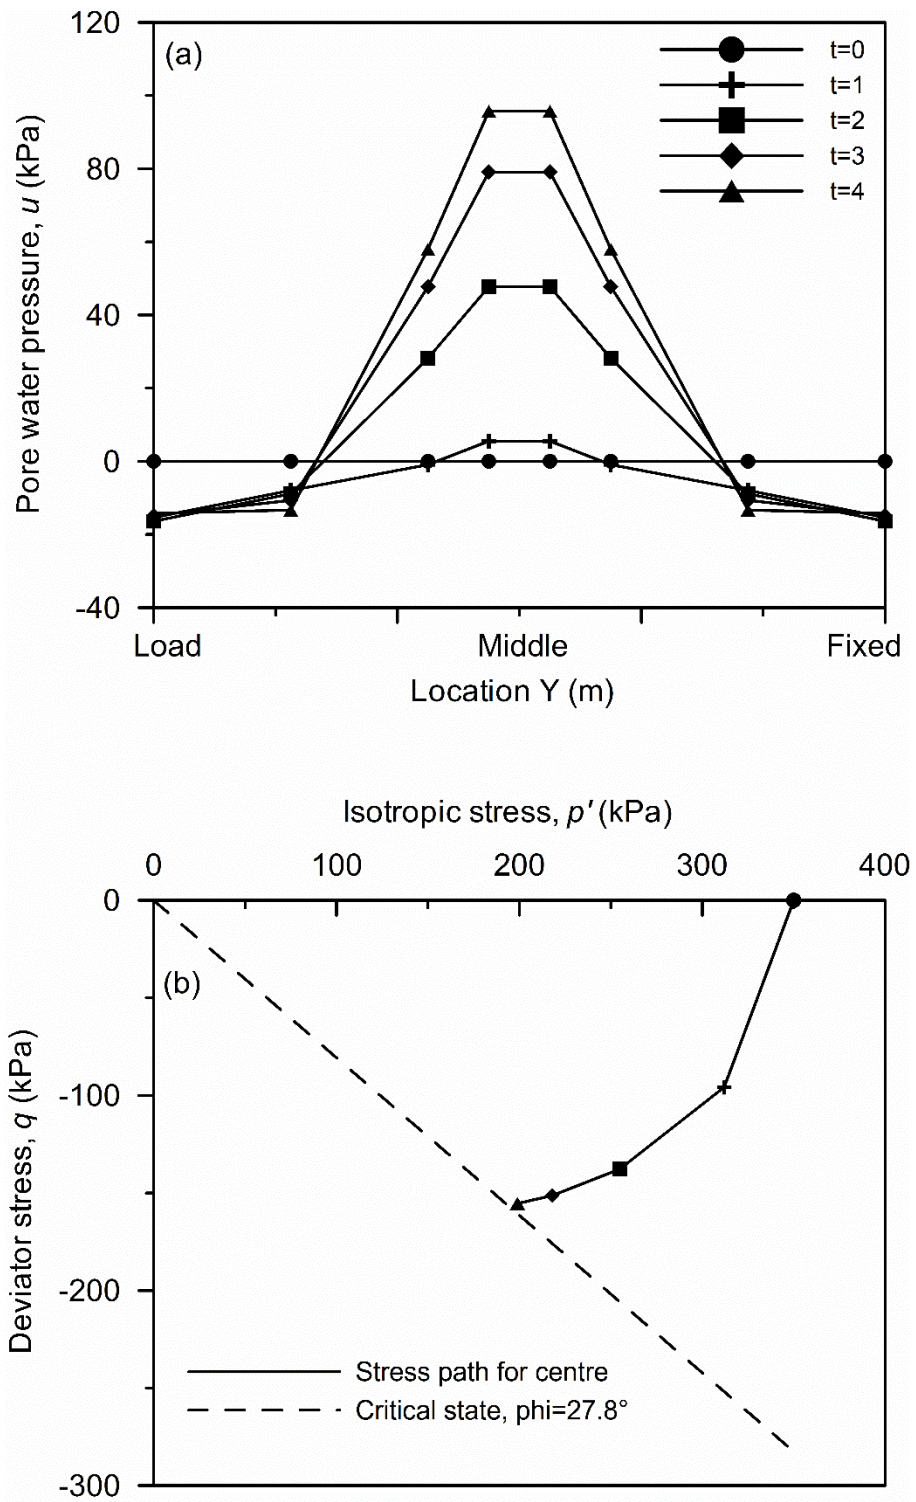 120
(a)
t=0
t=1
t=2
t=3
t=4
80
40
0
-40
Pore water pressure, u (kPa)
Load Middle Fixed
Location Y (m)
Isotropic stress, p' (kPa)
0 100 200 300 400
0
(b)
-100
-200
-300
Deviator stress, q (kPa)
Stress path for centre
Critical state, phi=27.8°